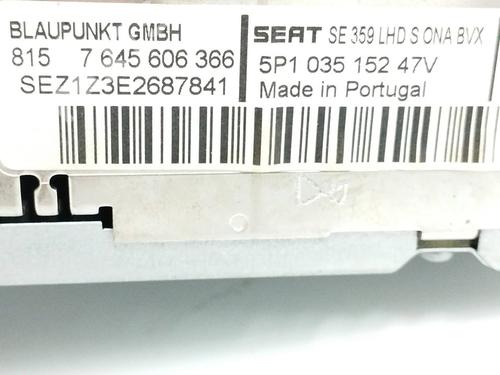 BLAUPUNKT GMBH
815 7 645 606 366
SEZ1Z3E2687841
SEAT SE 359 LHD S ONA BVX
5P1 035 152 47V
Made in Portugal